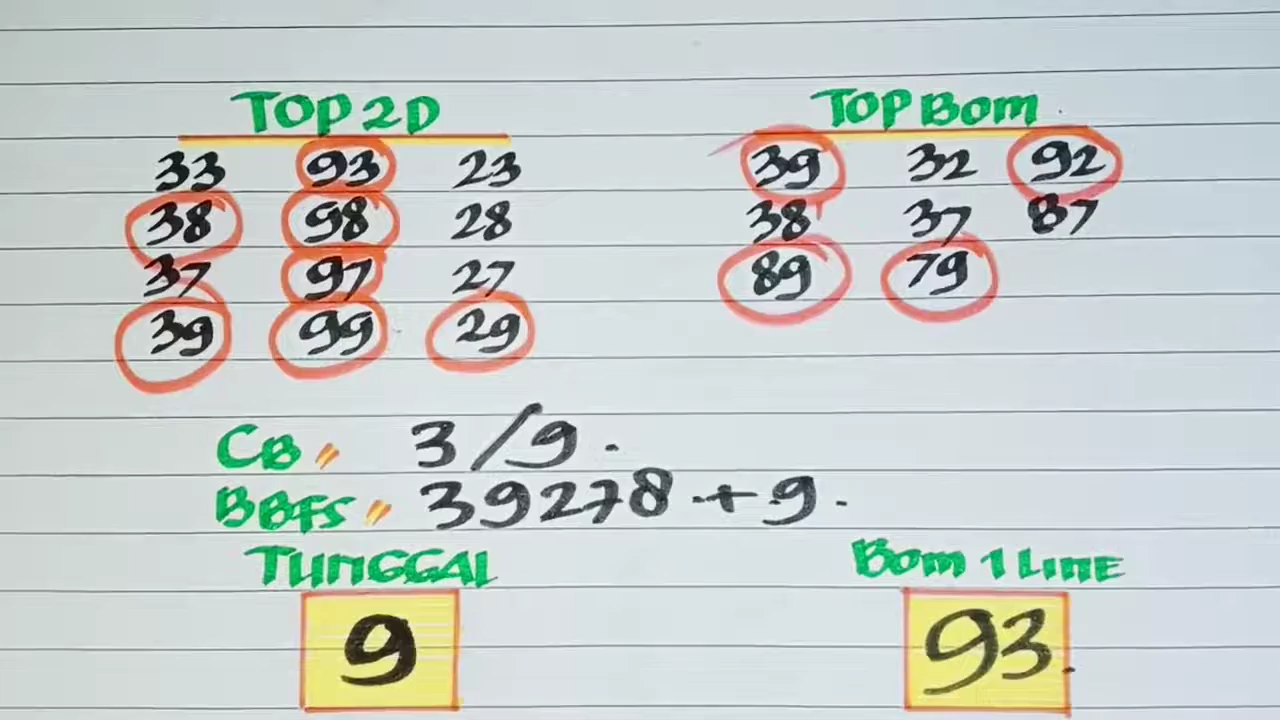 TOP 2D
33 93 23
38 98 28
37 97 27
39 99 29
TOP BOM
39 32 92
38 37 87
89 79
CB 3/9.
BBFS 39278 + 9.
TUNGGAL
9
BOM 1 LINE
93.